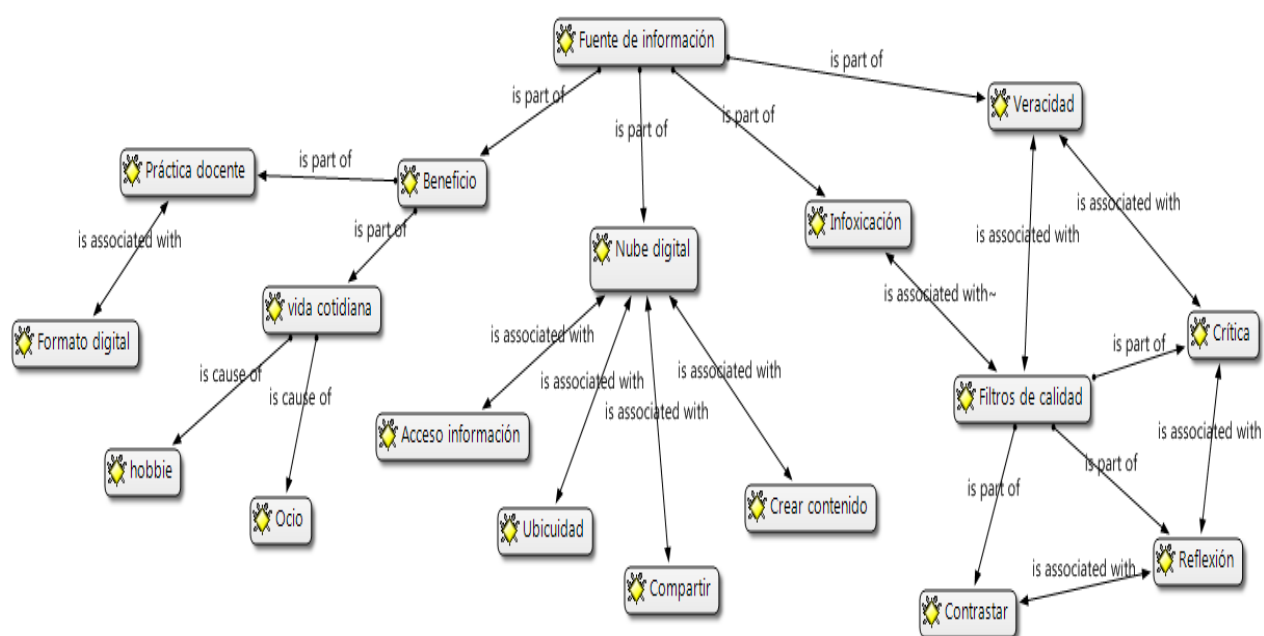 Fuente de información
is part of
Veracidad
is part of
is part of
is part of
Práctica docente
is part of
Beneficio
is associated with
Infoxicación
is part of
is associated with
is associated with
Nube digital
is associated with~
vida cotidiana
Formato digital
is associated with
Crítica
is part of
is cause of
is associated with
is associated with
is cause of
Filtros de calidad
is associated with
Acceso información
is associated with
hobbie
is part of
is part of
Crear contenido
Ocio
Ubicuidad
Reflexión
is associated with
Compartir
Contrastar